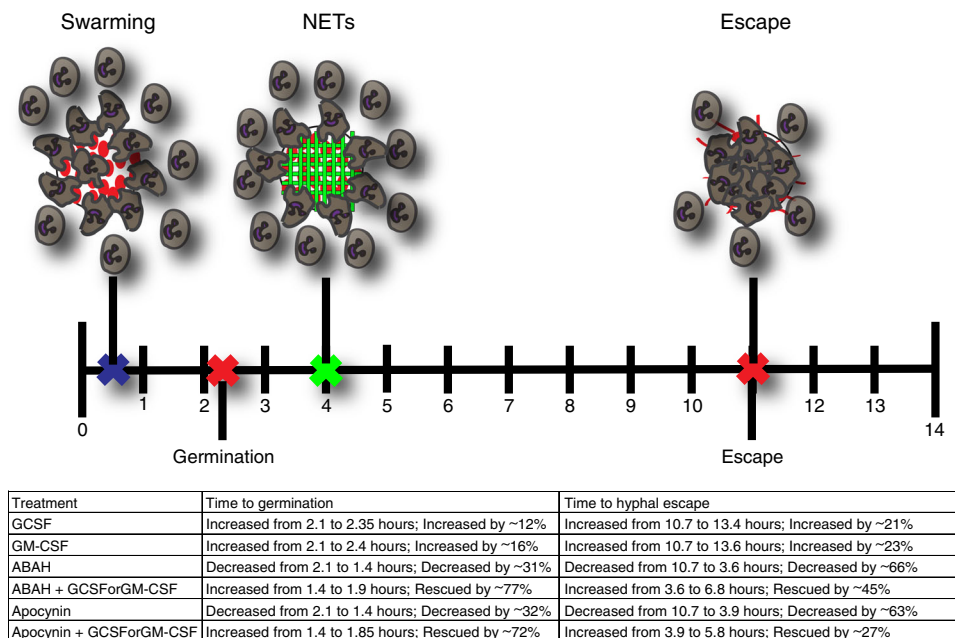 Swarming NETs Escape
0 1 2 3 4 5 6 7 8 9 10 12 13 14
Germination Escape
Treatment Time to germination Time to hyphal escape
GCSF Increased from 2.1 to 2.35 hours; Increased by ~12% Increased from 10.7 to 13.4 hours; Increased by ~21%
GM-CSF Increased from 2.1 to 2.4 hours; Increased by ~16% Increased from 10.7 to 13.6 hours; Increased by ~23%
ABAH Decreased from 2.1 to 1.4 hours; Decreased by ~31% Decreased from 10.7 to 3.6 hours; Decreased by ~66%
ABAH + GCSForGM-CSF Increased from 1.4 to 1.9 hours; Rescued by ~77% Increased from 3.6 to 6.8 hours; Rescued by ~45%
Apocynin Decreased from 2.1 to 1.4 hours; Decreased by ~32% Decreased from 10.7 to 3.9 hours; Decreased by ~63%
Apocynin + GCSForGM-CSF Increased from 1.4 to 1.85 hours; Rescued by ~72% Increased from 3.9 to 5.8 hours; Rescued by ~27%